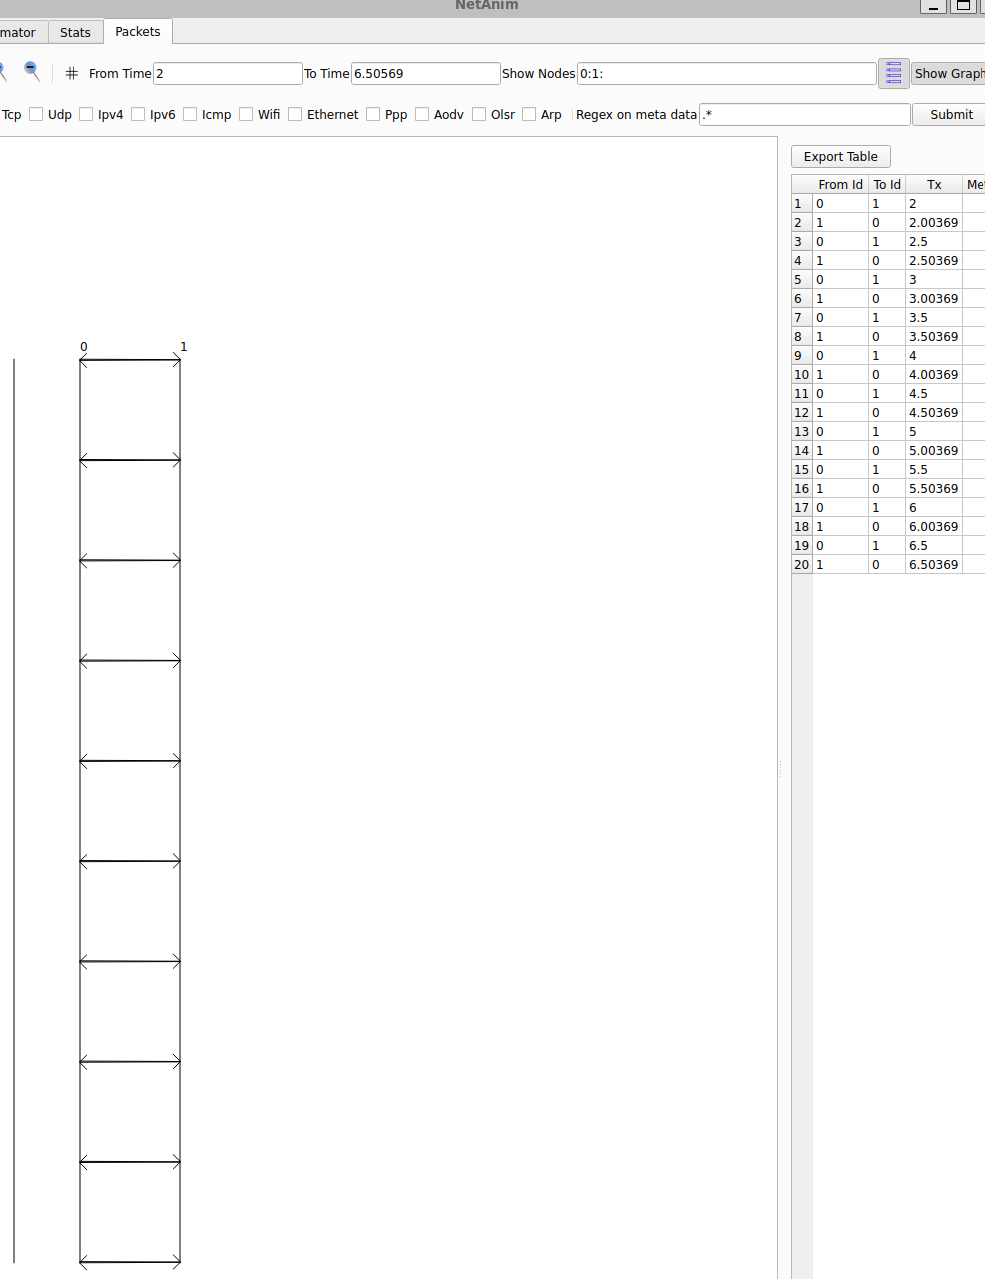 NetAnim
mator Stats Packets
From Time 2 To Time 6.50569 Show Nodes 0:1: Show Graph
Tcp Udp Ipv4 Ipv6 Icmp Wifi Ethernet Ppp Aodv Olsr Arp Regex on meta data .* Submit
Export Table
From Id To Id Tx Met
1 0 1 2
2 1 0 2.00369
3 0 1 2.5
4 1 0 2.50369
5 0 1 3
6 1 0 3.00369
7 0 1 3.5
8 1 0 3.50369
9 0 1 4
10 1 0 4.00369
11 0 1 4.5
12 1 0 4.50369
13 0 1 5
14 1 0 5.00369
15 0 1 5.5
16 1 0 5.50369
17 0 1 6
18 1 0 6.00369
19 0 1 6.5
20 1 0 6.50369
0 1